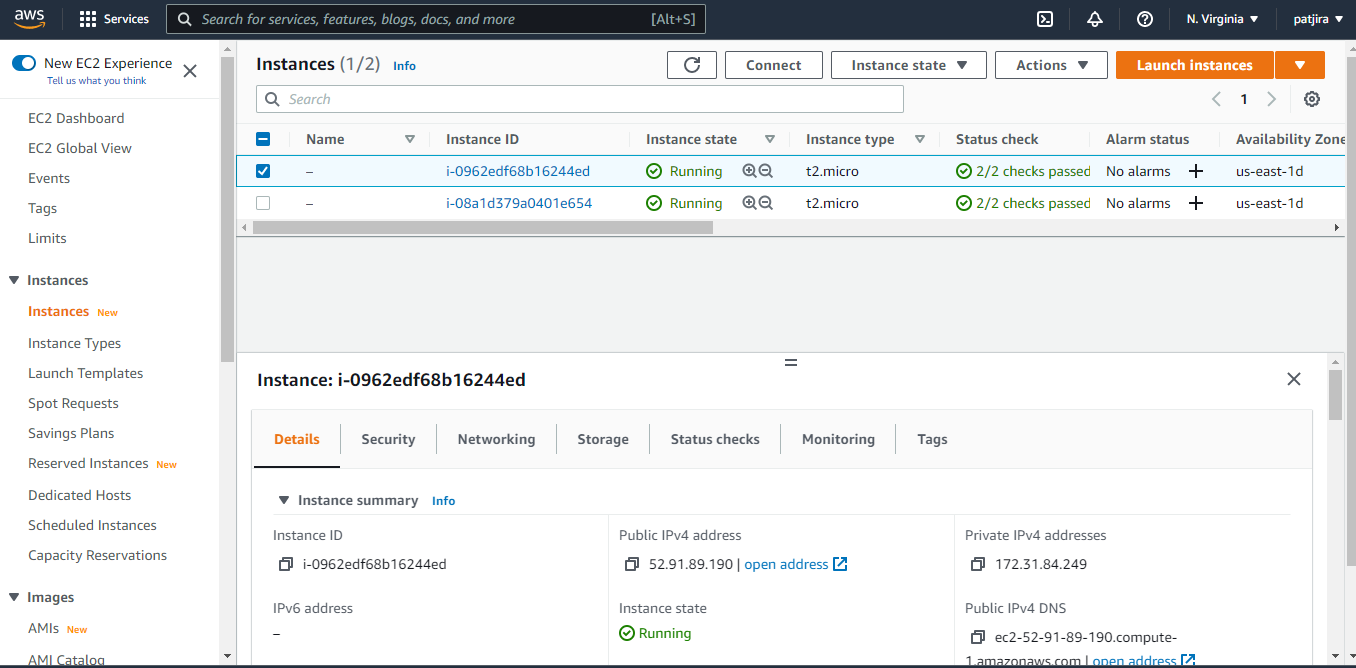 aws Services Search for services, features, blogs, docs, and more [Alt+S] N. Virginia patjira
New EC2 Experience
Tell us what you think
EC2 Dashboard
EC2 Global View
Events
Tags
Limits
Instances
Instances New
Instance Types
Launch Templates
Spot Requests
Savings Plans
Reserved Instances New
Dedicated Hosts
Scheduled Instances
Capacity Reservations
Images
AMIs New
AMI Catalog
Instances (1/2) Info Connect Instance state Actions Launch instances
Search 1
Name Instance ID Instance state Instance type Status check Alarm status Availability Zone
– i-0962edf68b16244ed Running t2.micro 2/2 checks passed No alarms + us-east-1d
– i-08a1d379a0401e654 Running t2.micro 2/2 checks passed No alarms + us-east-1d
Instance: i-0962edf68b16244ed
Details Security Networking Storage Status checks Monitoring Tags
Instance summary Info
Instance ID Public IPv4 address Private IPv4 addresses
i-0962edf68b16244ed 52.91.89.190 | open address 172.31.84.249
IPv6 address Instance state Public IPv4 DNS
– Running ec2-52-91-89-190.compute-
1.amazonaws.com | open address